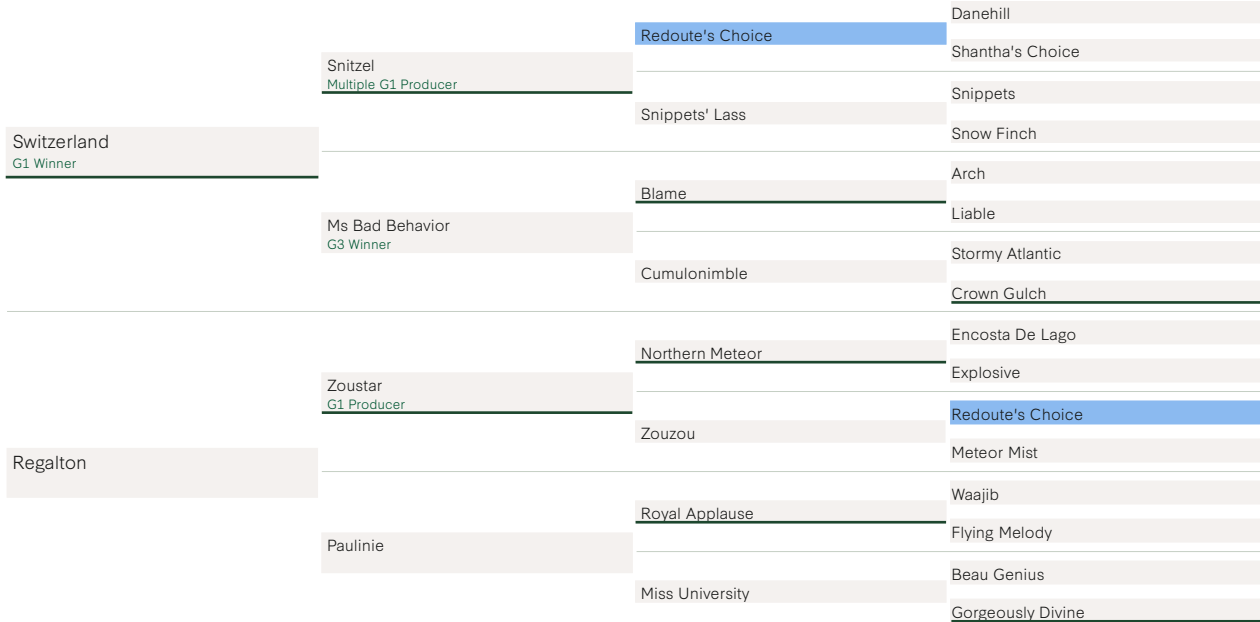 Switzerland
G1 Winner
Regalton
Snitzel
Multiple G1 Producer
Ms Bad Behavior
G3 Winner
Zoustar
G1 Producer
Paulinie
Redoute's Choice
Snippets' Lass
Blame
Cumulonimble
Northern Meteor
Zouzou
Royal Applause
Miss University
Danehill
Shantha's Choice
Snippets
Snow Finch
Arch
Liable
Stormy Atlantic
Crown Gulch
Encosta De Lago
Explosive
Redoute's Choice
Meteor Mist
Waajib
Flying Melody
Beau Genius
Gorgeously Divine